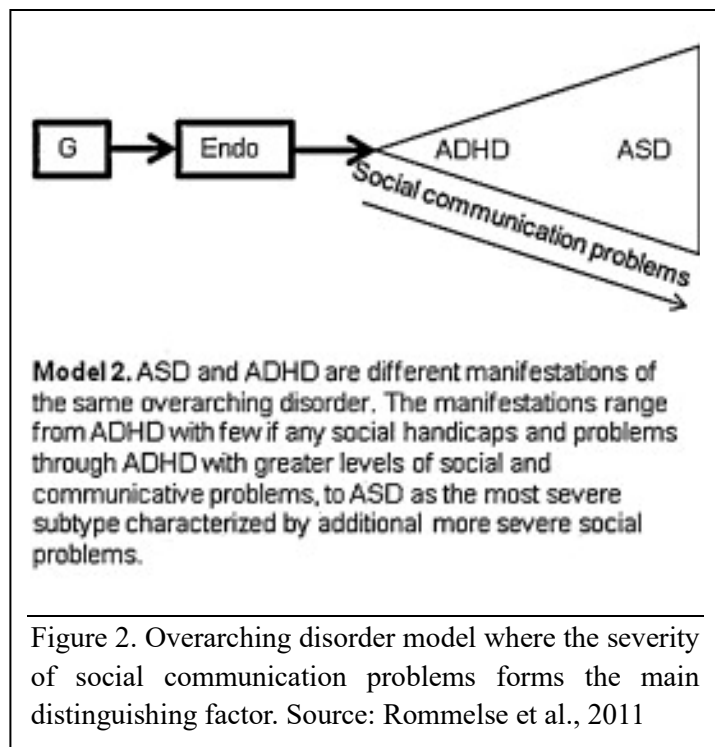 G
Endo
ADHD
ASD
Social communication problems
Model 2. ASD and ADHD are different manifestations of
the same overarching disorder. The manifestations range
from ADHD with few if any social handicaps and problems
through ADHD with greater levels of social and
communicative problems, to ASD as the most severe
subtype characterized by additional more severe social
problems.
Figure 2. Overarching disorder model where the severity
of social communication problems forms the main
distinguishing factor. Source: Rommelse et al., 2011